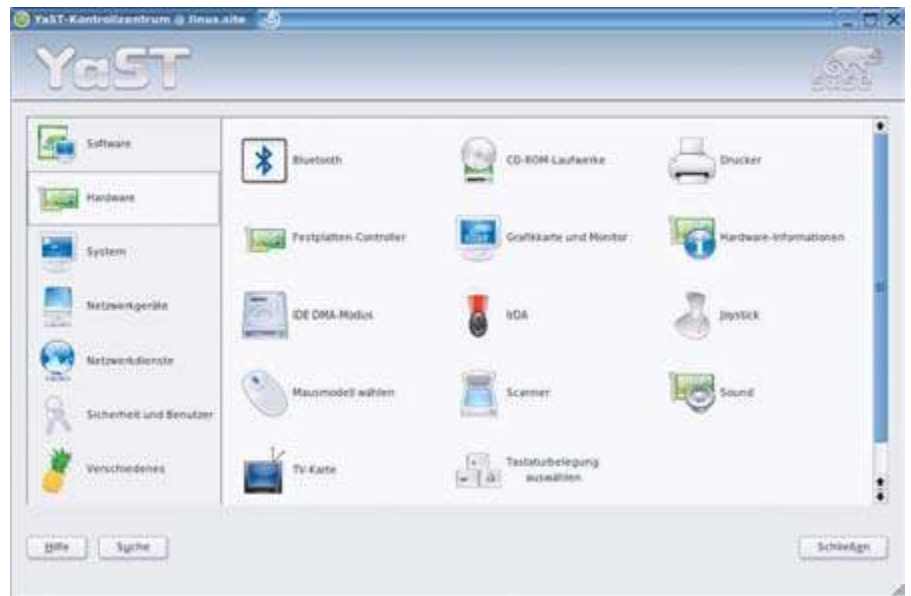 YaST-Kontrollzentrum @ linux.site
YaST
SUSE
Software
Hardware
System
Netzwerkgeräte
Netzwerkdienste
Sicherheit und Benutzer
Verschiedenes
Bluetooth
CD-ROM-Laufwerke
Drucker
Festplatten-Controller
Grafikkarte und Monitor
Hardware-Informationen
IDE DMA-Modus
IrDA
Joystick
Mausmodell wählen
Scanner
Sound
TV-Karte
Tastaturbelegung
auswählen
Hilfe
Suche
Schließen